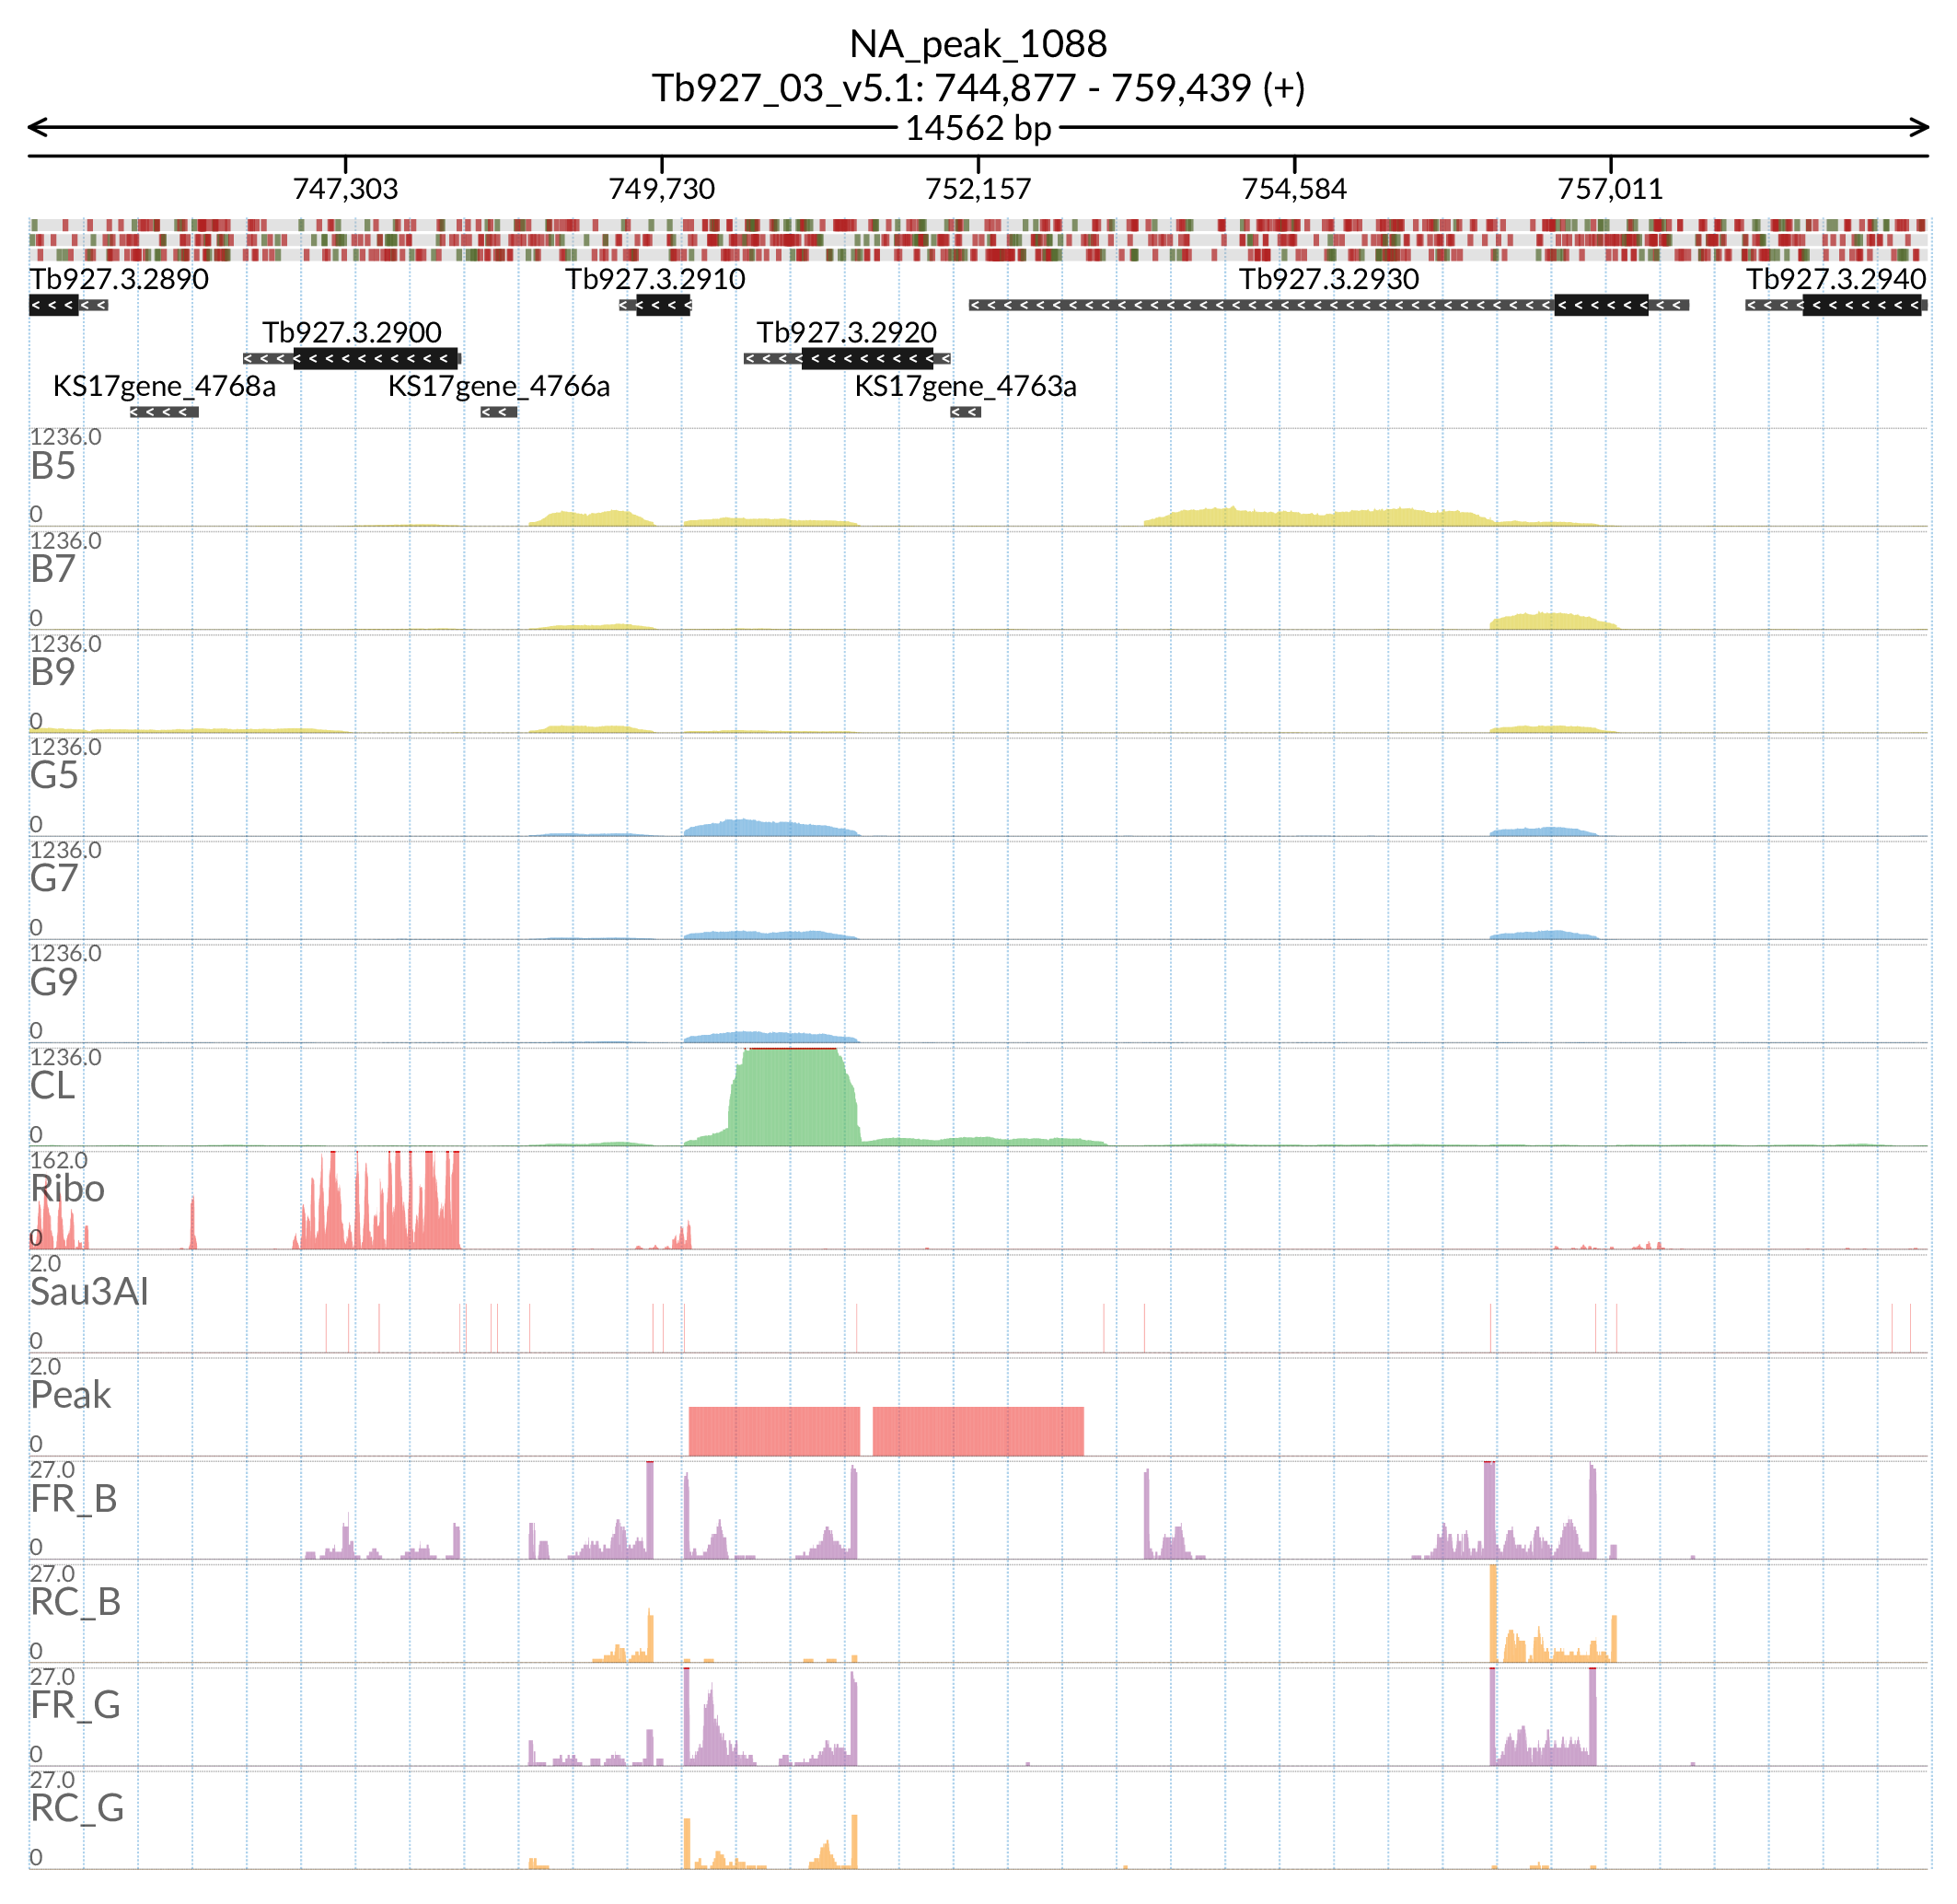 NA_peak_1088
Tb927_03_v5.1: 744,877 - 759,439 (+)
14562 bp
747,303 749,730 752,157 754,584 757,011
Tb927.3.2890 Tb927.3.2910 Tb927.3.2930 Tb927.3.2940
Tb927.3.2900 Tb927.3.2920
KS17gene_4768a KS17gene_4766a KS17gene_4763a
1236.0
B5
0
1236.0
B7
0
1236.0
B9
0
1236.0
G5
0
1236.0
G7
0
1236.0
G9
0
1236.0
CL
0
162.0
Ribo
0
2.0
Sau3AI
0
2.0
Peak
0
27.0
FR_B
0
27.0
RC_B
0
27.0
FR_G
0
27.0
RC_G
0